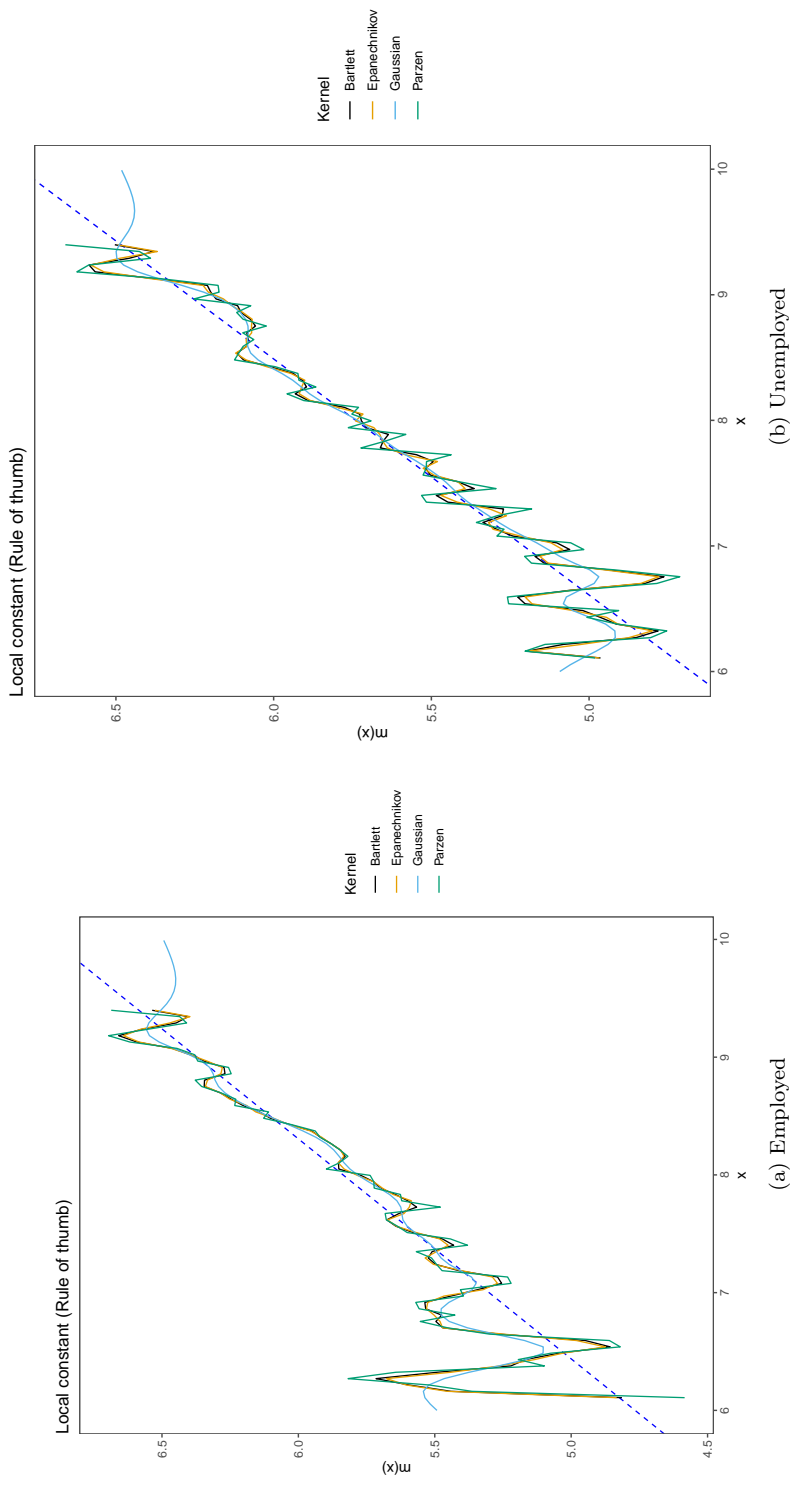 Local constant (Rule of thumb)
m(x)
6.5
6.0
5.5
5.0
4.5
6
7
8
9
10
x
Kernel
Bartlett
Epanechnikov
Gaussian
Parzen
(a) Employed
Local constant (Rule of thumb)
m(x)
6.5
6.0
5.5
5.0
6
7
8
9
10
x
Kernel
Bartlett
Epanechnikov
Gaussian
Parzen
(b) Unemployed